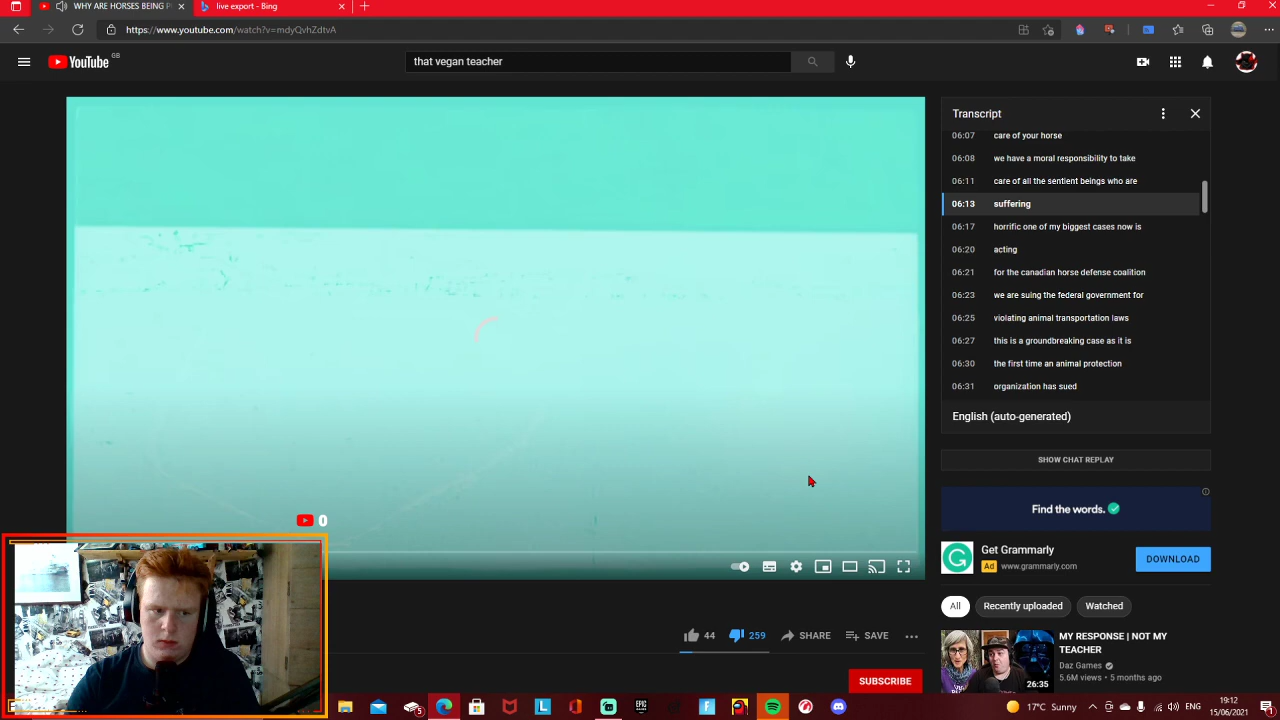 WHY ARE HORSES BEING P
live export - Bing
https://www.youtube.com/watch?v=mdyQvhZdtvA
YouTube GB
that vegan teacher
Transcript
06:07 care of your horse
06:08 we have a moral responsibility to take
06:11 care of all the sentient beings who are
06:13 suffering
06:17 horrific one of my biggest cases now is
06:20 acting
06:21 for the canadian horse defense coalition
06:23 we are suing the federal government for
06:25 violating animal transportation laws
06:27 this is a groundbreaking case as it is
06:30 the first time an animal protection
06:31 organization has sued
English (auto-generated)
SHOW CHAT REPLAY
Find the words.
Get Grammarly
Ad www.grammarly.com
DOWNLOAD
All
Recently uploaded
Watched
0
44
259
SHARE
SAVE
MY RESPONSE | NOT MY
TEACHER
Daz Games
5.6M views • 5 months ago
26:35
SUBSCRIBE
5
EPIC
17°C Sunny
ENG
19:12
15/06/2021
1